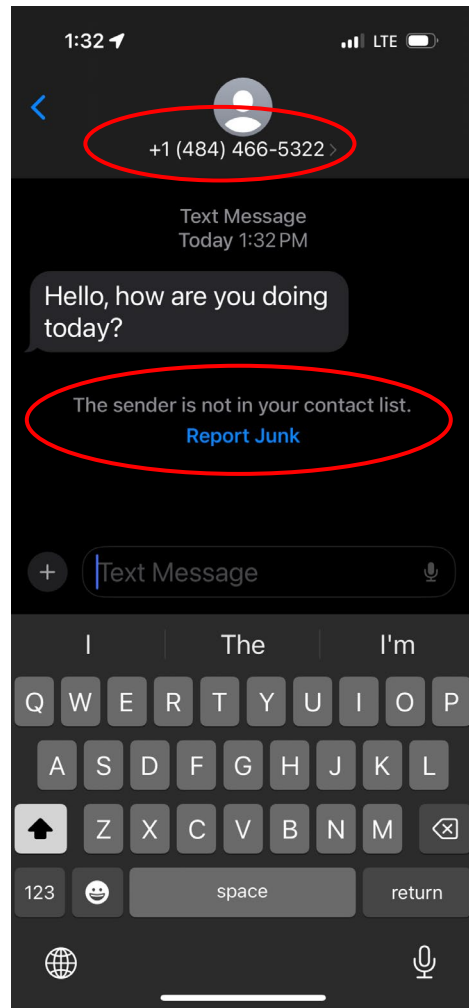 1:32 LTE
+1 (484) 466-5322 >
Text Message
Today 1:32 PM
Hello, how are you doing
today?
The sender is not in your contact list.
Report Junk
+ Text Message
I The I'm
Q W E R T Y U I O P
A S D F G H J K L
Z X C V B N M
123 space return